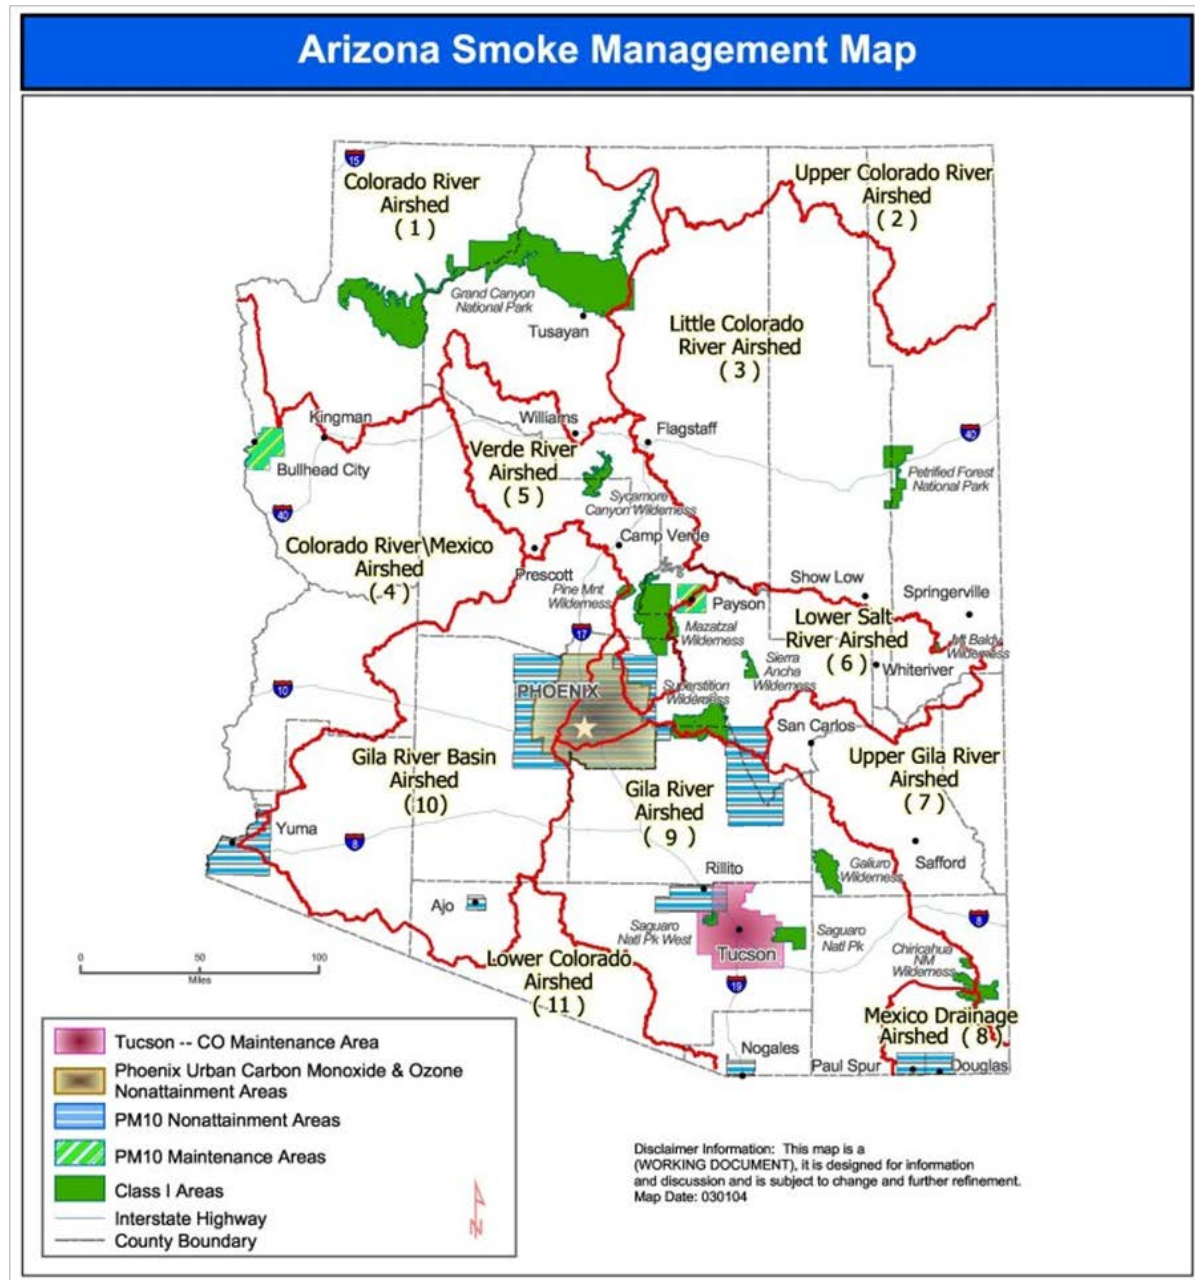 Arizona Smoke Management Map
15
Colorado River
Airshed
( 1 )
Upper Colorado River
Airshed
( 2 )
Grand Canyon
National Park
Tusayan
Little Colorado
River Airshed
( 3 )
Kingman
Williams
Flagstaff
40
Bullhead City
Verde River
Airshed
( 5 )
Petrified Forest
National Park
Sycamore
Canyon Wilderness
40
Colorado River\Mexico
Airshed
( 4 )
Camp Verde
Prescott
Pine Mnt
Wilderness
Show Low
Springerville
Payson
Lower Salt
River Airshed
( 6 )
Mazatzal
Wilderness
17
Mt Baldy
Wilderness
Sierra
Ancha
Wilderness
Whiteriver
10
PHOENIX
Superstition
Wilderness
San Carlos
Gila River Basin
Airshed
(10)
Upper Gila River
Airshed
( 7 )
Gila River
Airshed
( 9 )
Yuma
8
Rillito
Galiuro
Wilderness
Safford
Ajo
8
Saguaro
Natl Pk West
Saguaro
Natl Pk
Tucson
Chiricahua
NM
Wilderness
Lower Colorado
Airshed
( 11 )
0 50 100
Miles
19
Mexico Drainage
Airshed ( 8 )
Nogales
Paul Spur
Douglas
Tucson -- CO Maintenance Area
Phoenix Urban Carbon Monoxide & Ozone
Nonattainment Areas
PM10 Nonattainment Areas
PM10 Maintenance Areas
Class I Areas
Interstate Highway
County Boundary
N
Disclaimer Information: This map is a
(WORKING DOCUMENT), it is designed for information
and discussion and is subject to change and further refinement.
Map Date: 030104